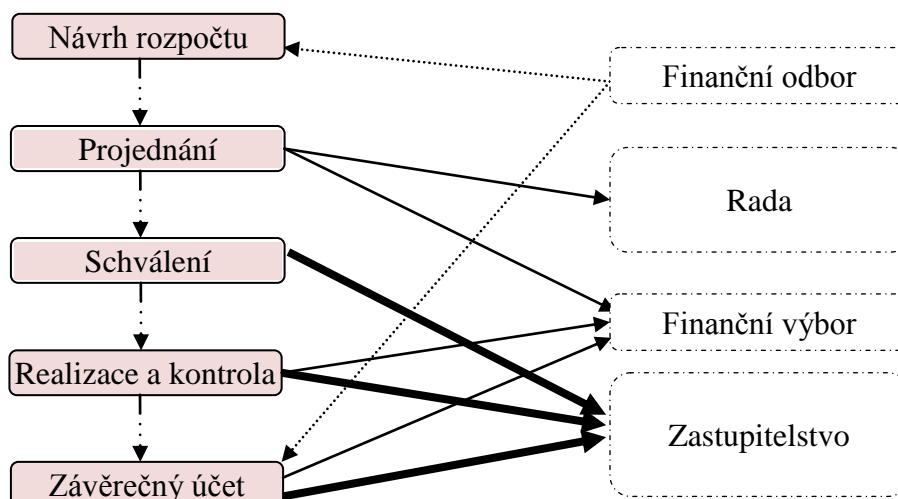 Návrh rozpočtu
Finanční odbor
Projednání
Rada
Schválení
Finanční výbor
Realizace a kontrola
Zastupitelstvo
Závěrečný účet